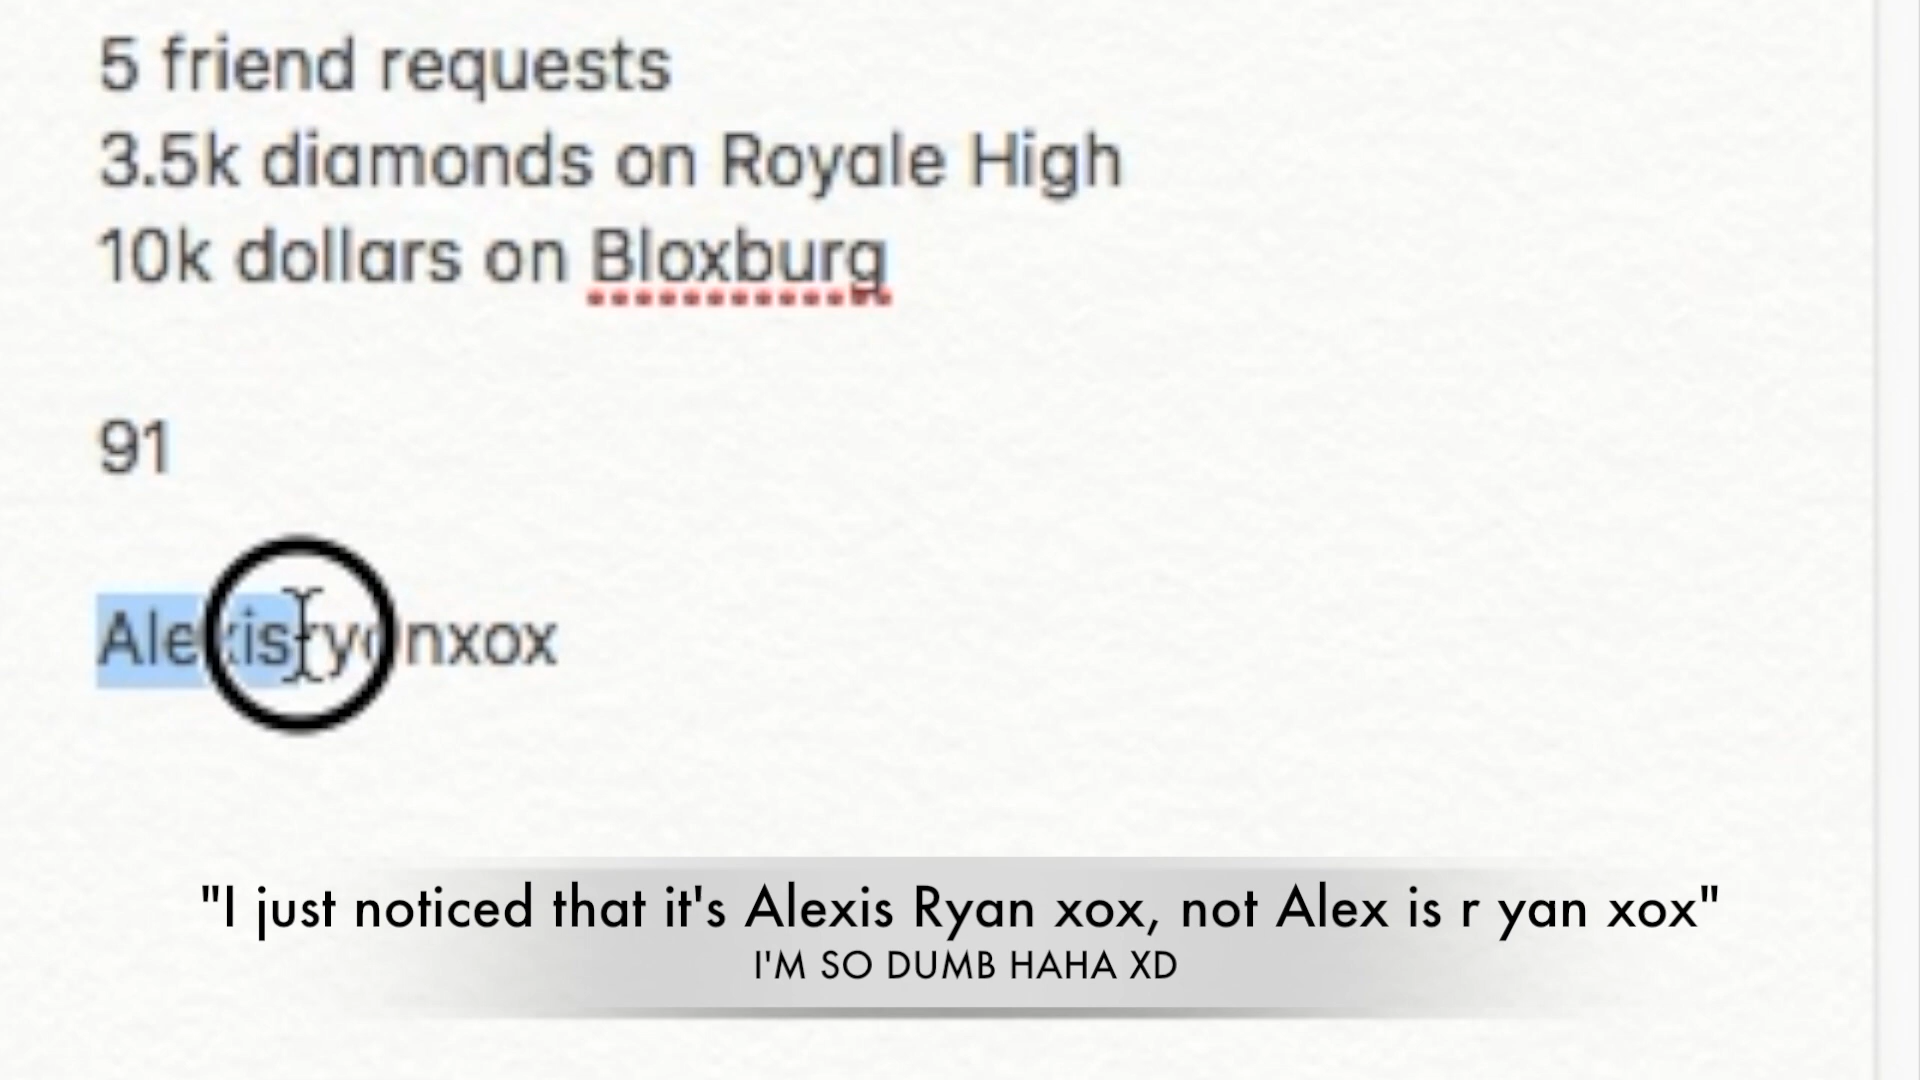 5 friend requests
3.5k diamonds on Royale High
10k dollars on Bloxburg
91
Alexisryanxox
"I just noticed that it's Alexis Ryan xox, not Alex is r yan xox"
I'M SO DUMB HAHA XD